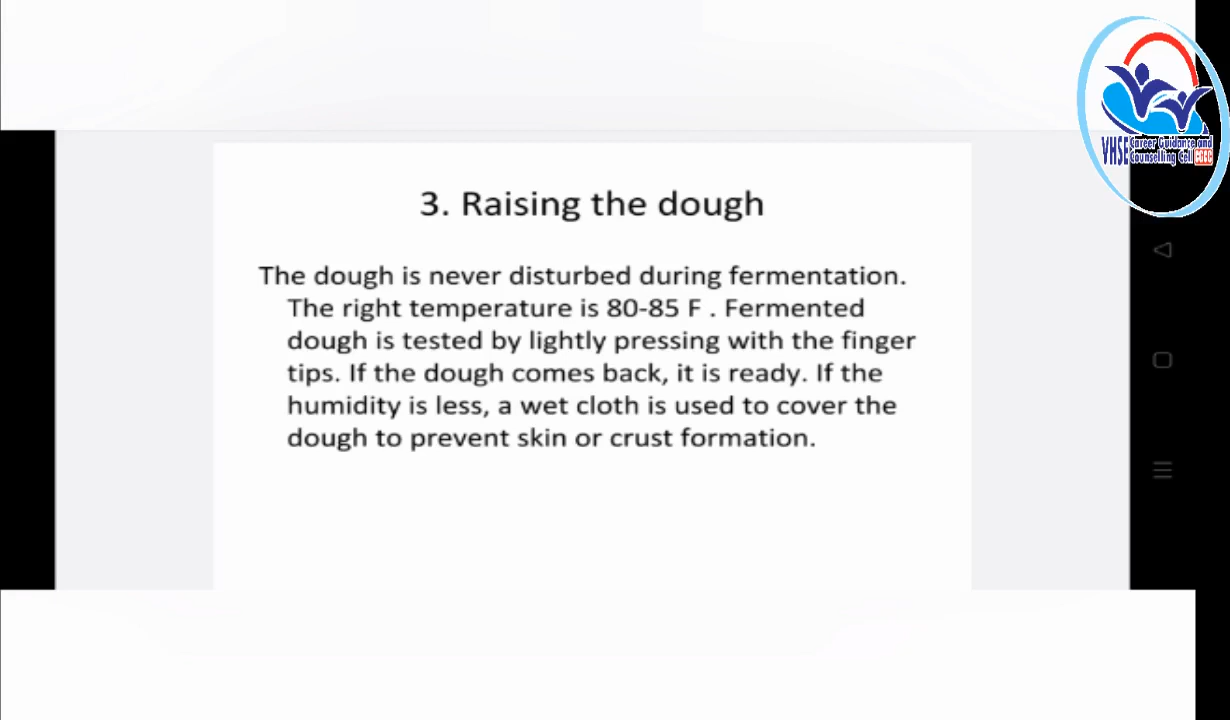 3. Raising the dough
The dough is never disturbed during fermentation.
The right temperature is 80-85 F . Fermented
dough is tested by lightly pressing with the finger
tips. If the dough comes back, it is ready. If the
humidity is less, a wet cloth is used to cover the
dough to prevent skin or crust formation.
VHSE Career Guidance and
Counselling Cell CGCC